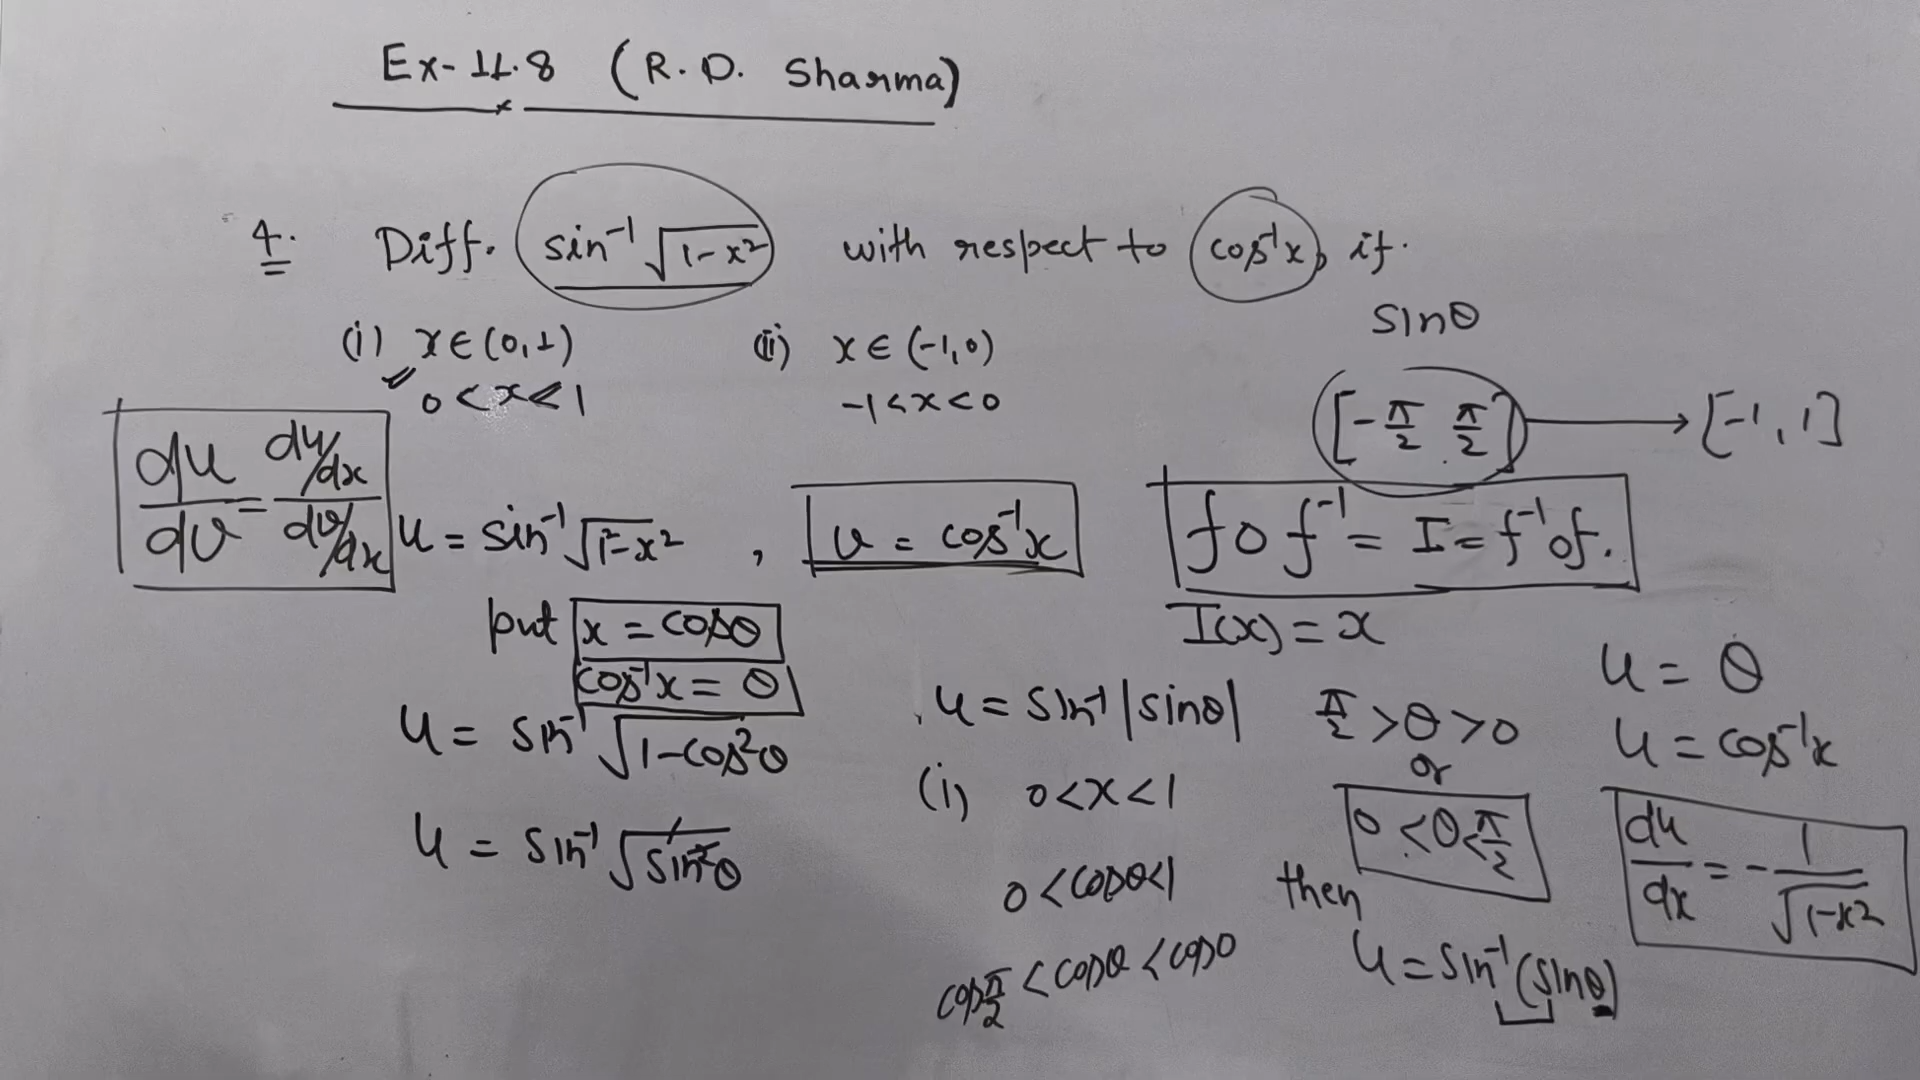 Ex- 11.8 (R.D. Sharma)
4. Diff. sin⁻¹ √(1-x²) with respect to cos⁻¹x, if.
(i) x ∈ (0,1) (ii) x ∈ (-1,0)
0 < x < 1 -1 < x < 0
sinθ
[-π/2 π/2] → [-1, 1]
du/dv = (du/dx)/(dv/dx)
u = sin⁻¹ √(1²-x²) , v = cos⁻¹x
fof⁻¹ = I = f⁻¹of.
I(x) = x
put x = cosθ
cos⁻¹x = θ
u = sin⁻¹ √(1-cos²θ)
u = sin⁻¹ √(sin²θ)
u = sin⁻¹ |sinθ|
(i) 0<x<1
0 < cosθ<1
cos π/2 < cosθ < cos0
π/2 > θ > 0
or
0 < θ < π/2
then
u = sin⁻¹ (sinθ)
u = θ
u = cos⁻¹x
du/dx = - 1/√(1-x²)